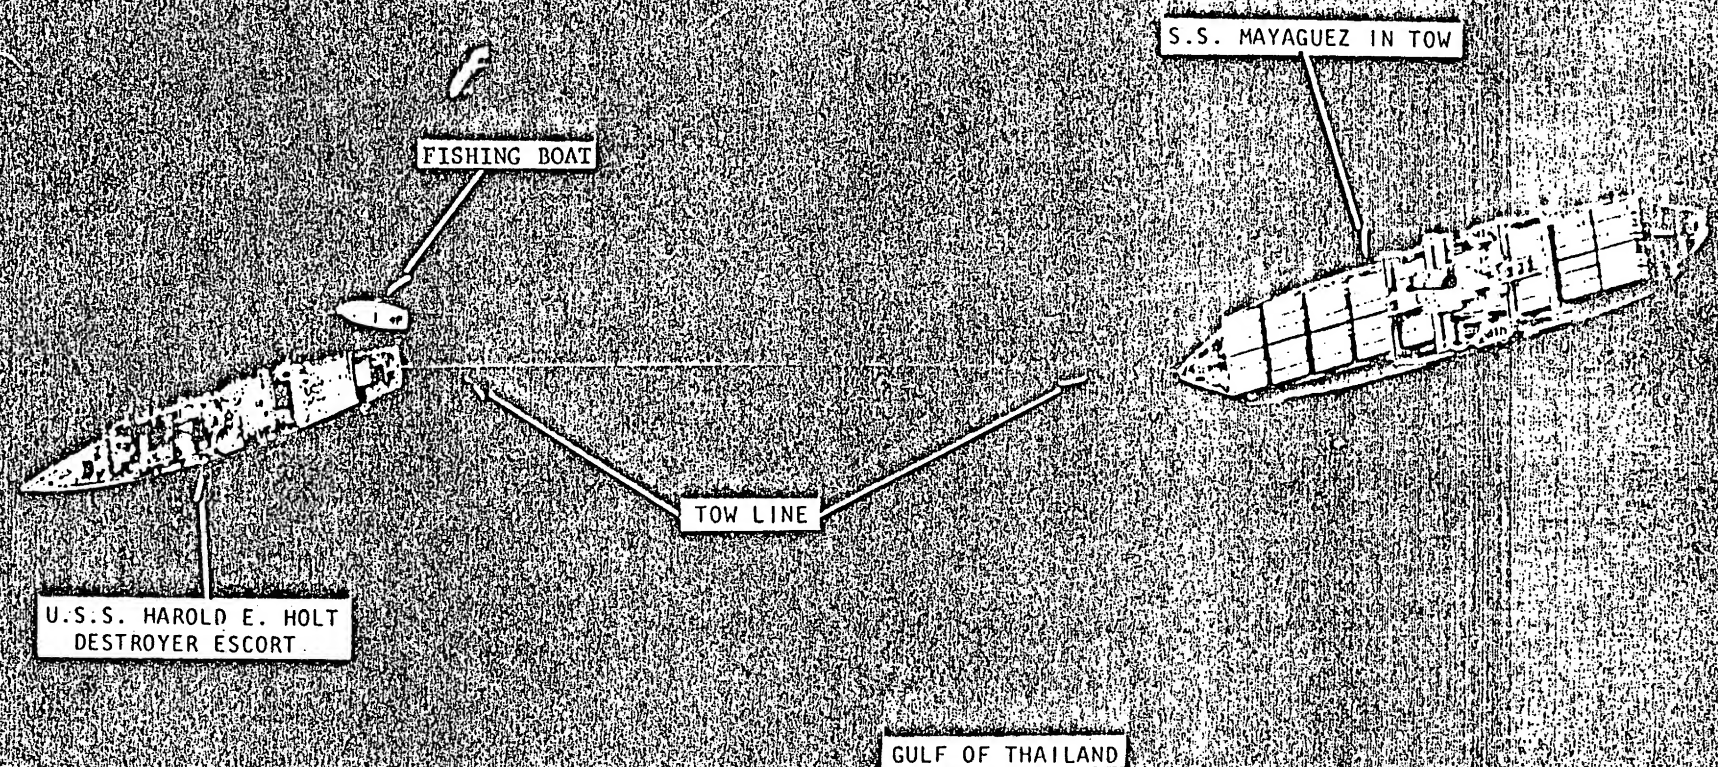 S.S. MAYAGUEZ IN TOW
FISHING BOAT
TOW LINE
U.S.S. HAROLD E. HOLT
DESTROYER ESCORT
GULF OF THAILAND